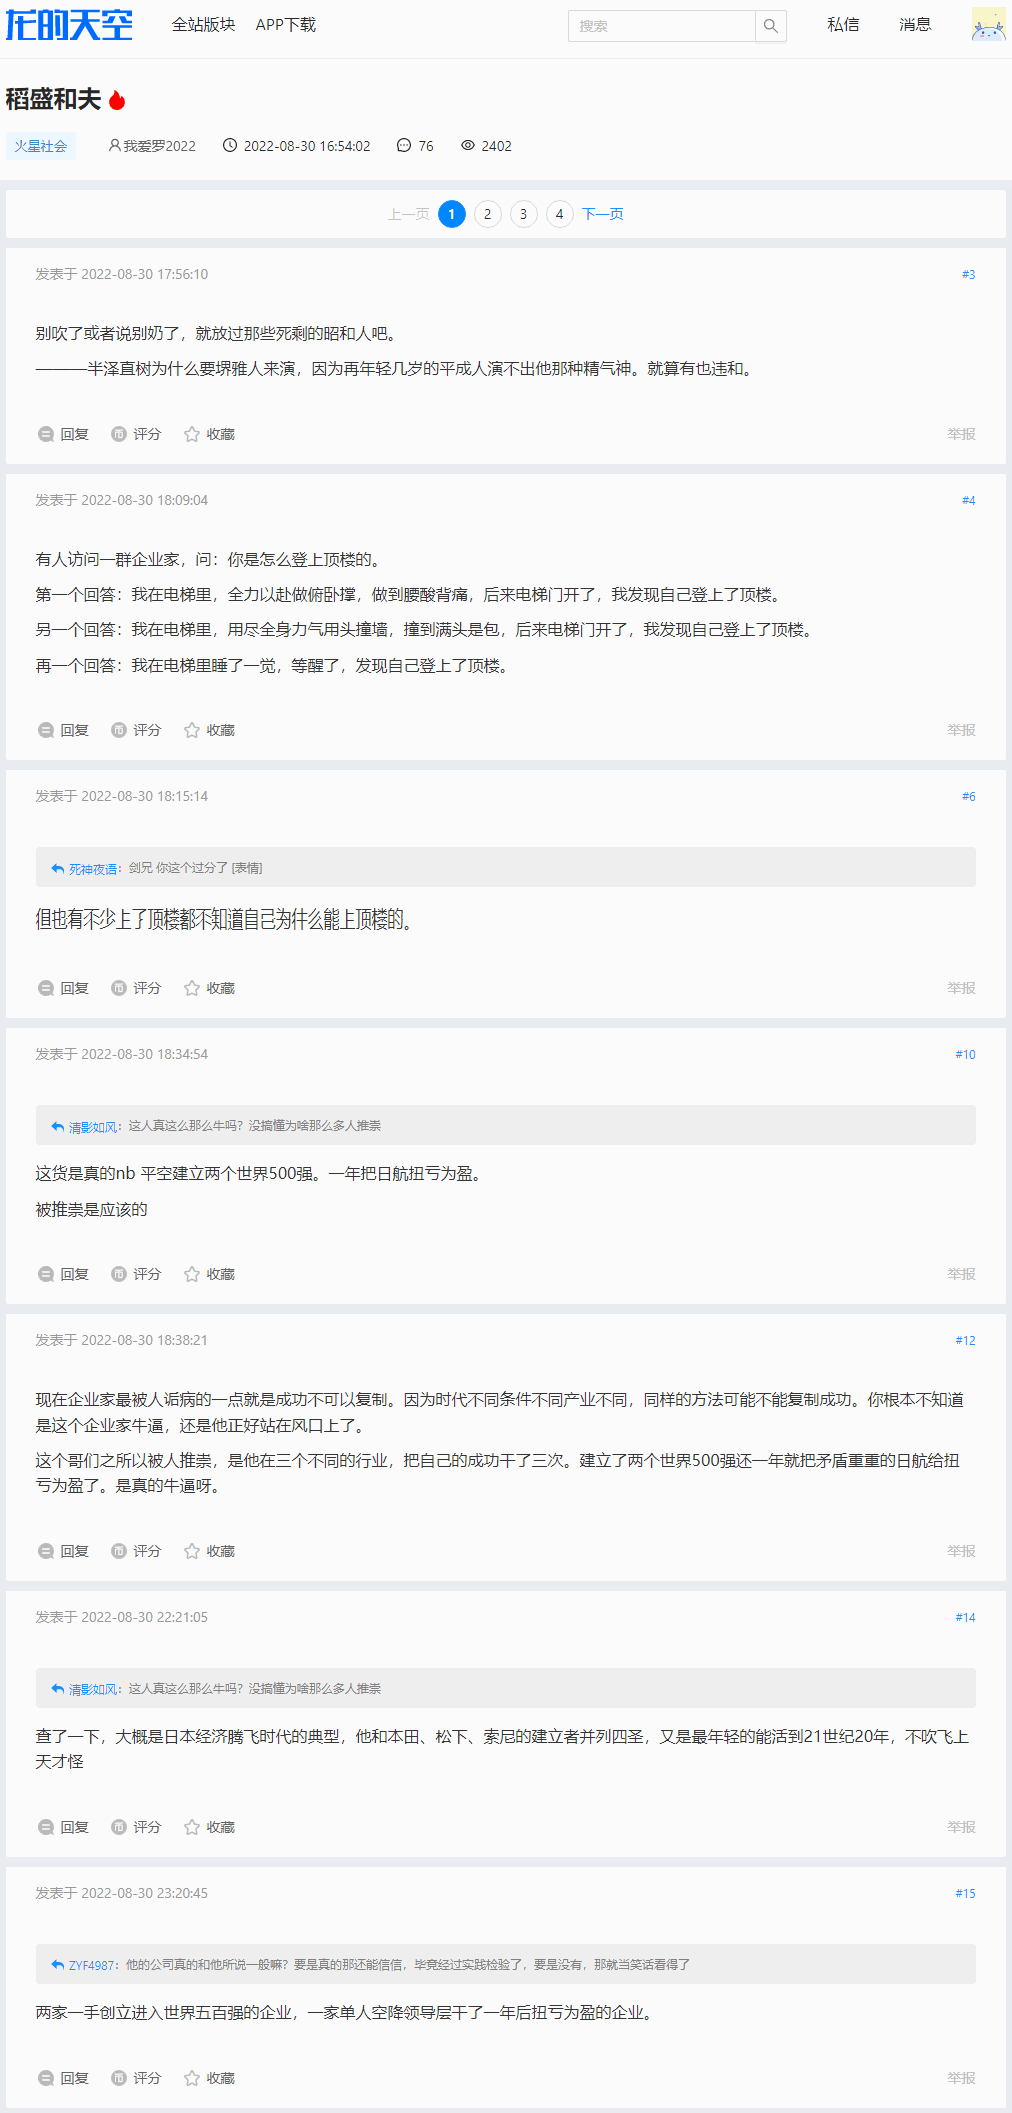 龙的天空
全站版块 APP下载 搜索 私信 消息
稻盛和夫
火星社会 我爱罗2022 2022-08-30 16:54:02 76 2402
上一页 1 2 3 4 下一页
发表于 2022-08-30 17:56:10 #3
别吹了或者说别奶了，就放过那些死剩的昭和人吧。
———半泽直树为什么要堺雅人来演，因为再年轻几岁的平成人演不出他那种精气神。就算有也违和。
回复 评分 收藏 举报
发表于 2022-08-30 18:09:04 #4
有人访问一群企业家，问：你是怎么登上顶楼的。
第一个回答：我在电梯里，全力以赴做俯卧撑，做到腰酸背痛，后来电梯门开了，我发现自己登上了顶楼。
另一个回答：我在电梯里，用尽全身力气用头撞墙，撞到满头是包，后来电梯门开了，我发现自己登上了顶楼。
再一个回答：我在电梯里睡了一觉，等醒了，发现自己登上了顶楼。
回复 评分 收藏 举报
发表于 2022-08-30 18:15:14 #6
死神夜语：剑兄 你这个过分了 [表情]
但也有不少上了顶楼都不知道自己为什么能上顶楼的。
回复 评分 收藏 举报
发表于 2022-08-30 18:34:54 #10
清影如风：这人真这么那么牛吗？没搞懂为啥那么多人推崇
这货是真的nb 平空建立两个世界500强。一年把日航扭亏为盈。
被推崇是应该的
回复 评分 收藏 举报
发表于 2022-08-30 18:38:21 #12
现在企业家最被人诟病的一点就是成功不可以复制。因为时代不同条件不同产业不同，同样的方法可能不能复制成功。你根本不知道
是这个企业家牛逼，还是他正好站在风口上了。
这个哥们之所以被人推崇，是他在三个不同的行业，把自己的成功干了三次。建立了两个世界500强还一年就把矛盾重重的日航给扭
亏为盈了。是真的牛逼呀。
回复 评分 收藏 举报
发表于 2022-08-30 22:21:05 #14
清影如风：这人真这么那么牛吗？没搞懂为啥那么多人推崇
查了一下，大概是日本经济腾飞时代的典型，他和本田、松下、索尼的建立者并列四圣，又是最年轻的能活到21世纪20年，不吹飞上
天才怪
回复 评分 收藏 举报
发表于 2022-08-30 23:20:45 #15
ZYF4987：他的公司真的和他所说一般嘛？要是真的那还能信信，毕竟经过实践检验了，要是没有，那就当笑话看得了
两家一手创立进入世界五百强的企业，一家单人空降领导层干了一年后扭亏为盈的企业。
回复 评分 收藏 举报